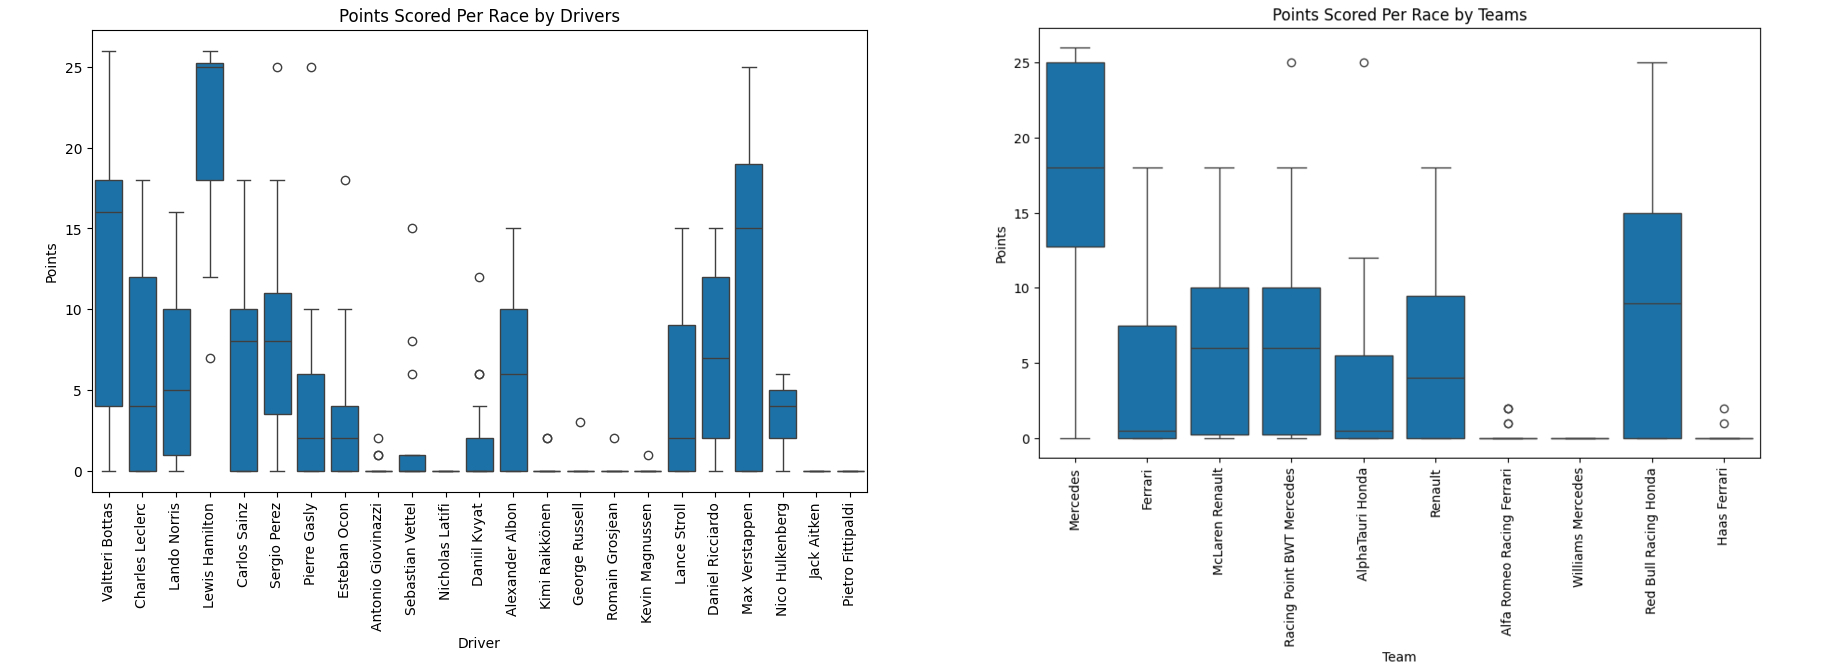 Points Scored Per Race by Drivers
Points
25
20
15
10
5
0
Valtteri Bottas
Charles Leclerc
Lando Norris
Lewis Hamilton
Carlos Sainz
Sergio Perez
Pierre Gasly
Esteban Ocon
Antonio Giovinazzi
Sebastian Vettel
Nicholas Latifi
Daniil Kvyat
Alexander Albon
Kimi Raikkönen
George Russell
Romain Grosjean
Kevin Magnussen
Lance Stroll
Daniel Ricciardo
Max Verstappen
Nico Hulkenberg
Jack Aitken
Pietro Fittipaldi
Driver
Points Scored Per Race by Teams
Points
25
20
15
10
5
0
Mercedes
Ferrari
McLaren Renault
Racing Point BWT Mercedes
AlphaTauri Honda
Renault
Alfa Romeo Racing Ferrari
Williams Mercedes
Red Bull Racing Honda
Haas Ferrari
Team